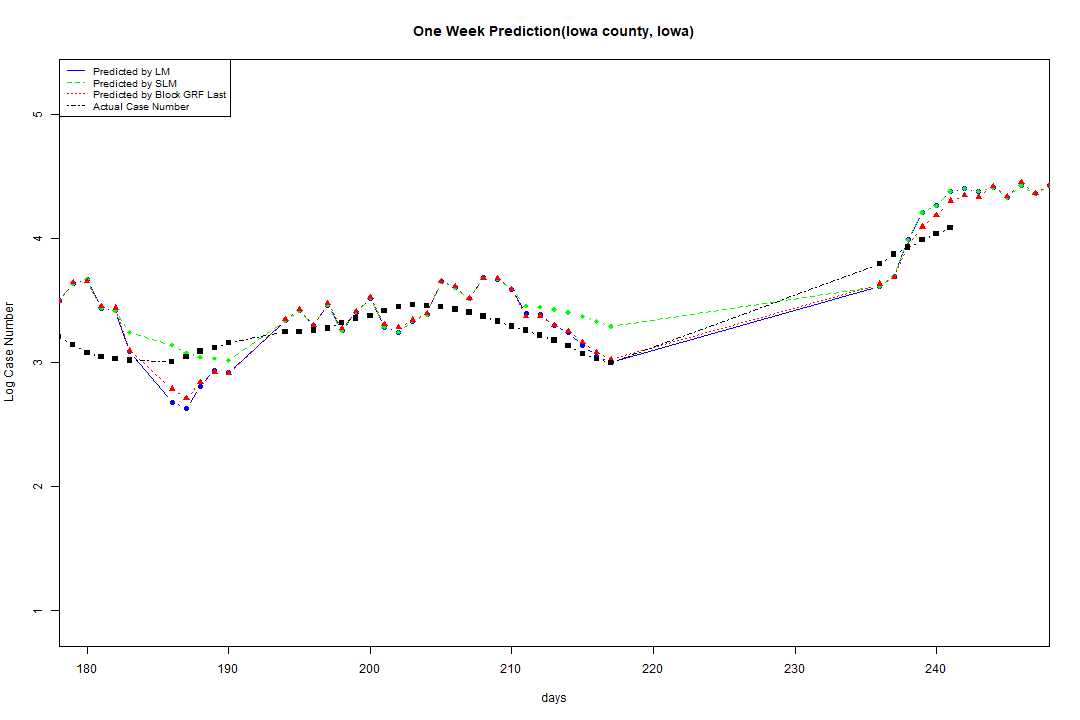 One Week Prediction(Iowa county, Iowa)
Predicted by LM
Predicted by SLM
Predicted by Block GRF Last
Actual Case Number
5
4
3
2
1
Log Case Number
180 190 200 210 220 230 240
days